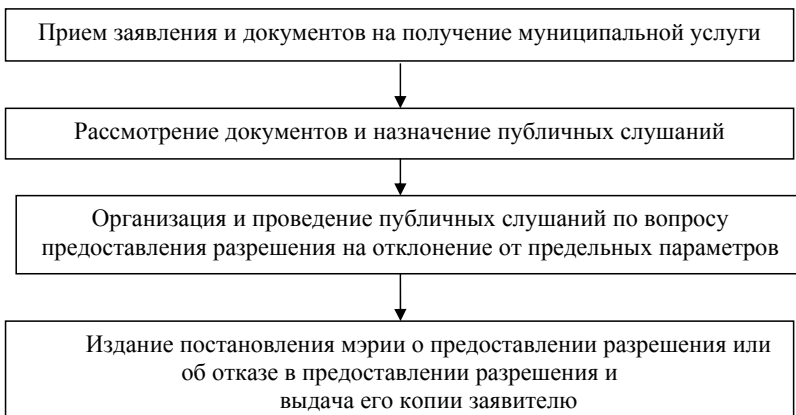 Прием заявления и документов на получение муниципальной услуги
Рассмотрение документов и назначение публичных слушаний
Организация и проведение публичных слушаний по вопросу
предоставления разрешения на отклонение от предельных параметров
Издание постановления мэрии о предоставлении разрешения или
об отказе в предоставлении разрешения и
выдача его копии заявителю